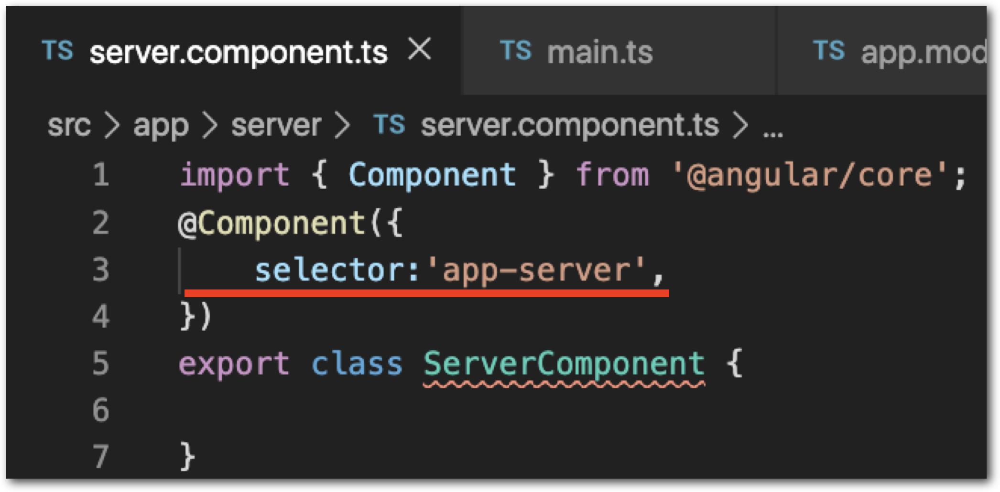 TS server.component.ts × TS main.ts TS app.mod
src > app > server > TS server.component.ts > ...
1 import { Component } from '@angular/core';
2 @Component({
3 selector:'app-server',
4 })
5 export class ServerComponent {
6
7 }